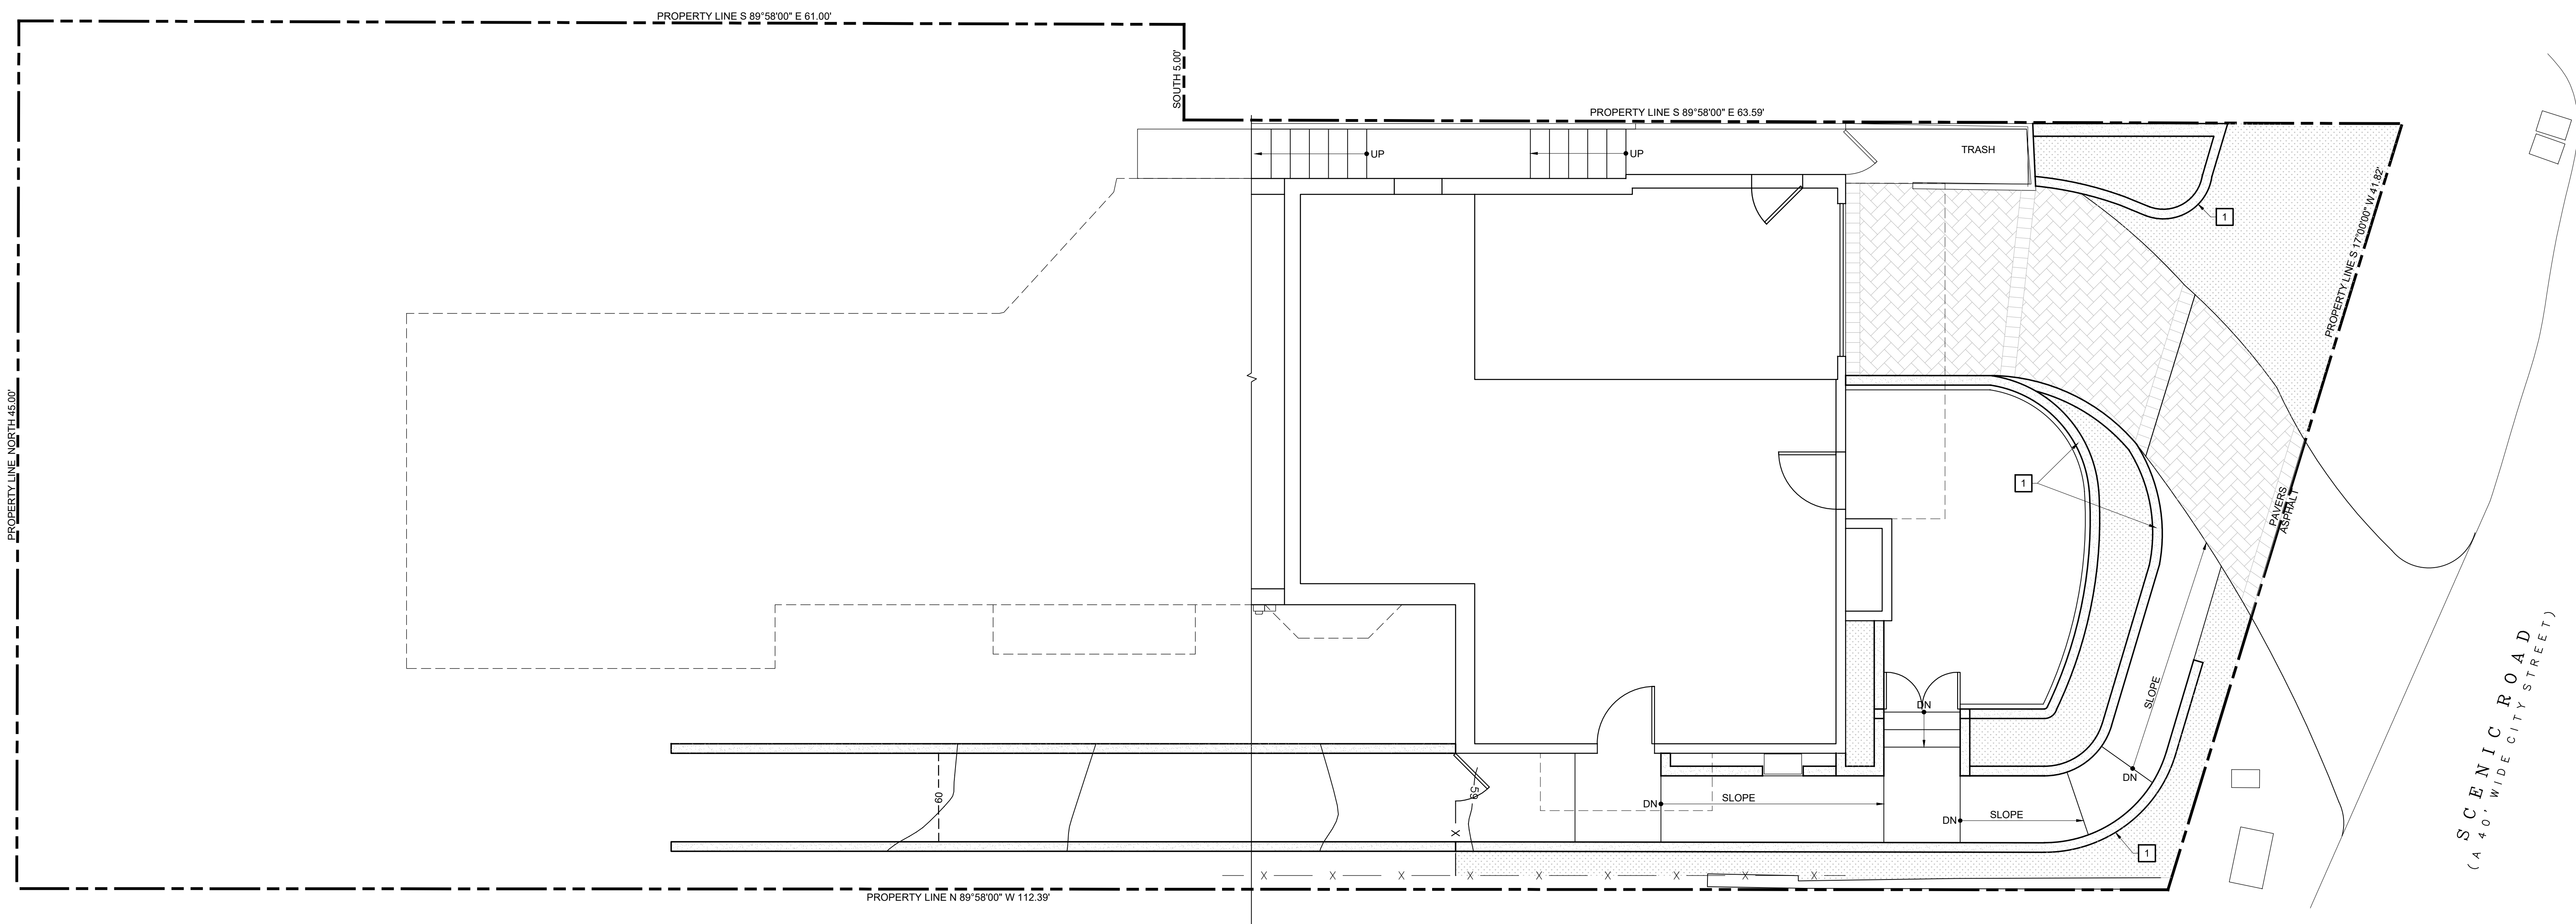 PROPERTY LINE S 89°58'00" E 61.00'
SOUTH 5.00'
PROPERTY LINE S 89°58'00" E 63.59'
UP
UP
TRASH
1
PROPERTY LINE S 17°00'00" W 41.82'
PROPERTY LINE NORTH 45.00'
1
PAVERS
ASPHALT
SLOPE
DN
DN
60
59
X
DN
SLOPE
DN
SLOPE
1
X X X X X X X X X
PROPERTY LINE N 89°58'00" W 112.39'
SCENIC ROAD
(A 40' WIDE CITY STREET)